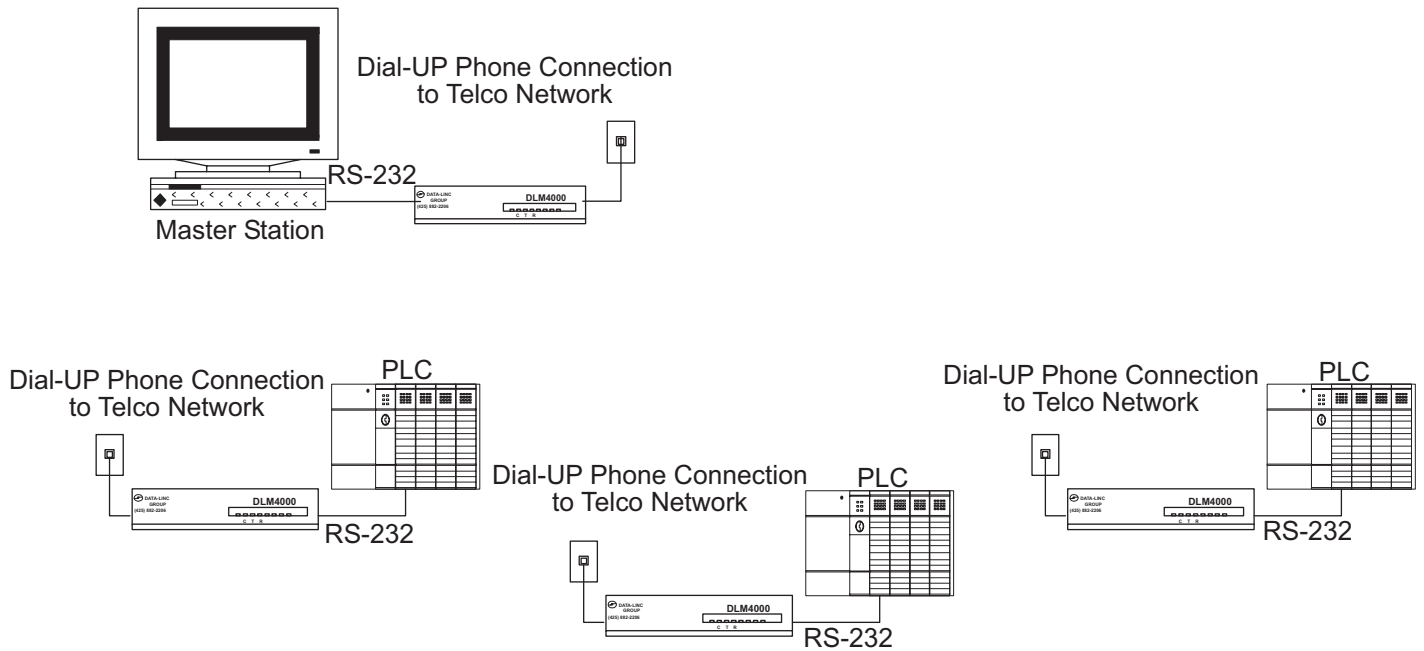 Dial-UP Phone Connection
to Telco Network
RS-232
DATA-LINC
GROUP
(425) 882-2206
DLM4000
C T R
Master Station
Dial-UP Phone Connection
to Telco Network
PLC
DATA-LINC
GROUP
(425) 882-2206
DLM4000
C T R
RS-232
Dial-UP Phone Connection
to Telco Network
PLC
DATA-LINC
GROUP
(425) 882-2206
DLM4000
C T R
RS-232
Dial-UP Phone Connection
to Telco Network
PLC
DATA-LINC
GROUP
(425) 882-2206
DLM4000
C T R
RS-232